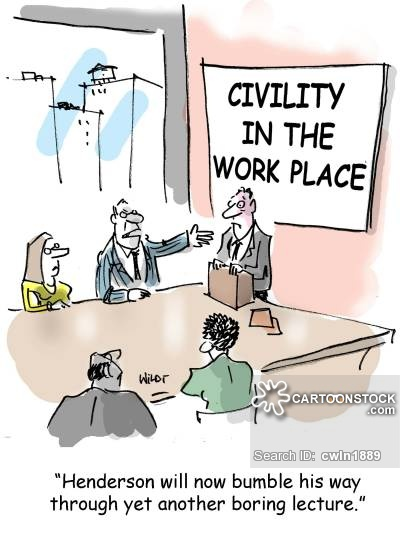 CIVILITY
IN THE
WORK PLACE
WILDT
CARTOONSTOCK
.com
Search ID: cwln1889
“Henderson will now bumble his way
through yet another boring lecture.”